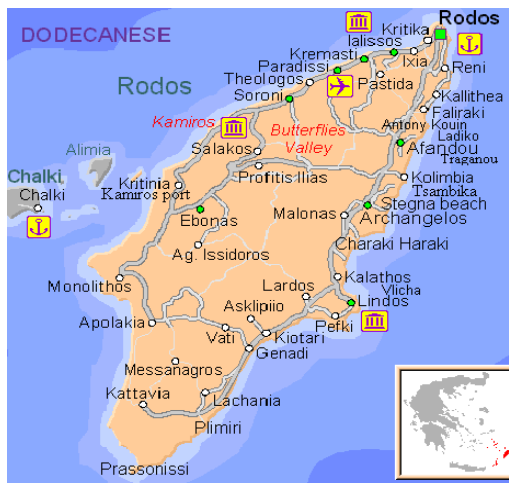 DODECANESE
Rodos
Kritika
Ialissos
Kremasti
Ixia
Paradissi
Reni
Theologos
Pastida
Rodos
Soroni
Kallithea
Faliraki
Kamiros
Butterflies
Valley
Antony Kouin
Ladiko
Afandou
Traganou
Salakos
Alimia
Profitis Ilias
Kolimbia
Chalki
Chalki
Kritinia
Kamiros port
Tsambika
Stegna beach
Ebonas
Malonas
Archangelos
Ag. Issidoros
Charaki Haraki
Monolithos
Kalathos
Lardos
Vlicha
Lindos
Asklipiio
Apolakia
Pefki
Vati
Kiotari
Genadi
Messanagros
Kattavia
Lachania
Plimiri
Prassonissi